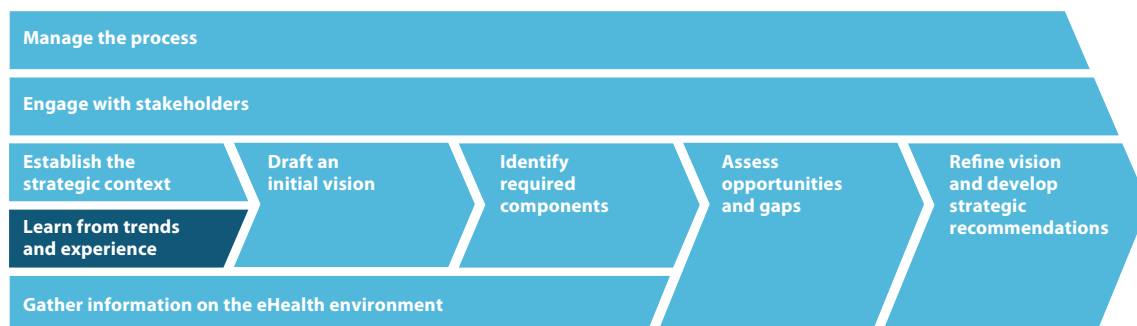 Manage the process
Engage with stakeholders
Establish the
strategic context
Learn from trends
and experience
Draft an
initial vision
Identify
required
components
Assess
opportunities
and gaps
Refine vision
and develop
strategic
recommendations
Gather information on the eHealth environment